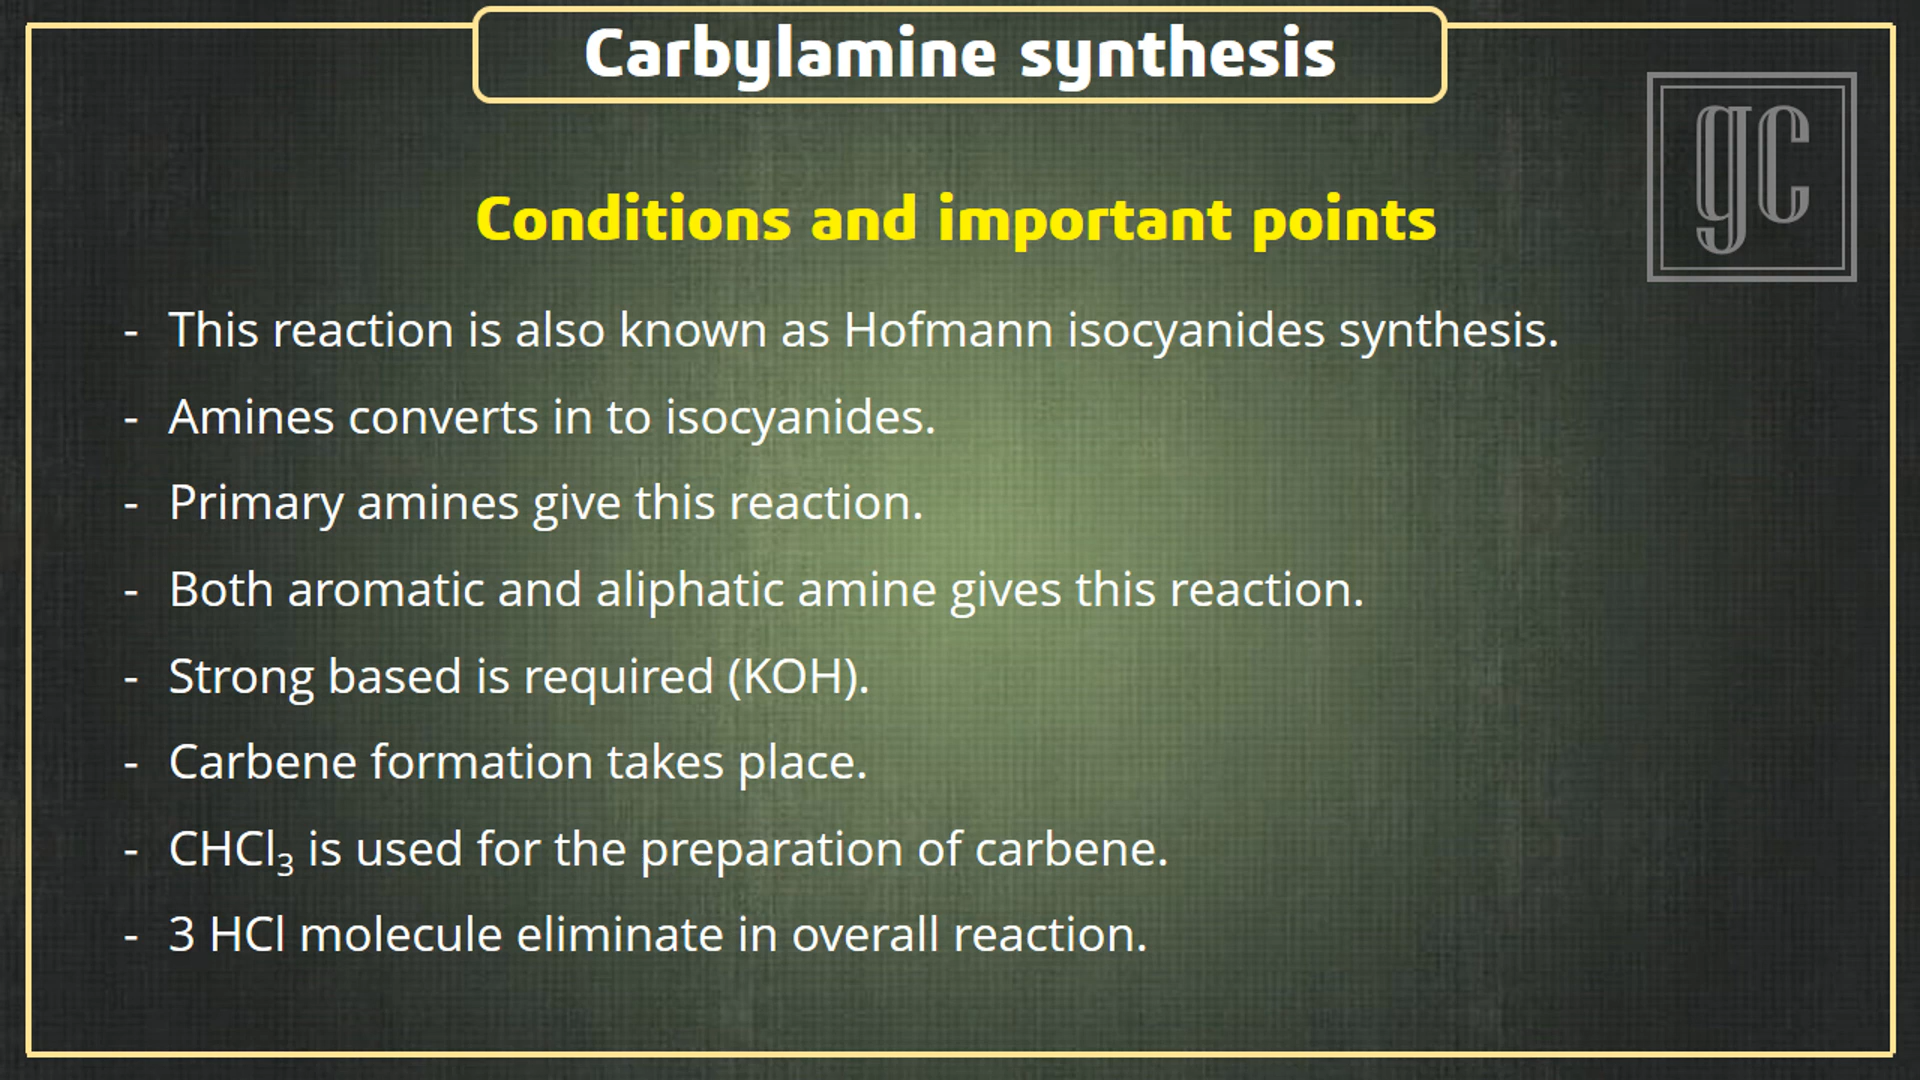 Carbylamine synthesis
gc
Conditions and important points
- This reaction is also known as Hofmann isocyanides synthesis.
- Amines converts in to isocyanides.
- Primary amines give this reaction.
- Both aromatic and aliphatic amine gives this reaction.
- Strong based is required (KOH).
- Carbene formation takes place.
- CHCl₃ is used for the preparation of carbene.
- 3 HCl molecule eliminate in overall reaction.